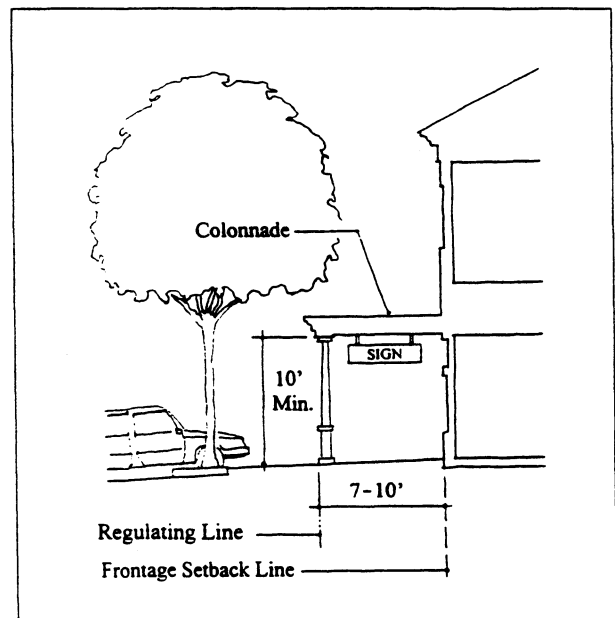 Colonnade
SIGN
10'
Min.
7-10'
Regulating Line
Frontage Setback Line